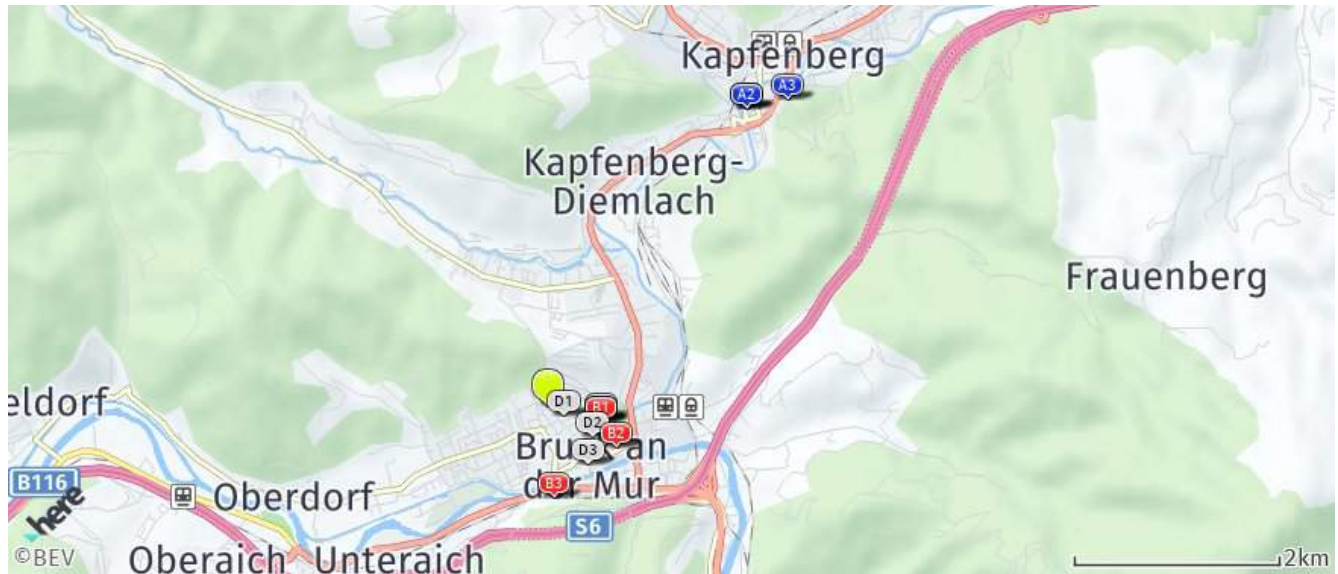 Kapfenberg
A2
A3
Kapfenberg-
Diemlach
Frauenberg
eldorf
D1
B1
D2
B2
Bruck an
D3
der Mur
B3
B116
Oberdorf
here
S6
©BEV
Oberaich
Unteraich
2km